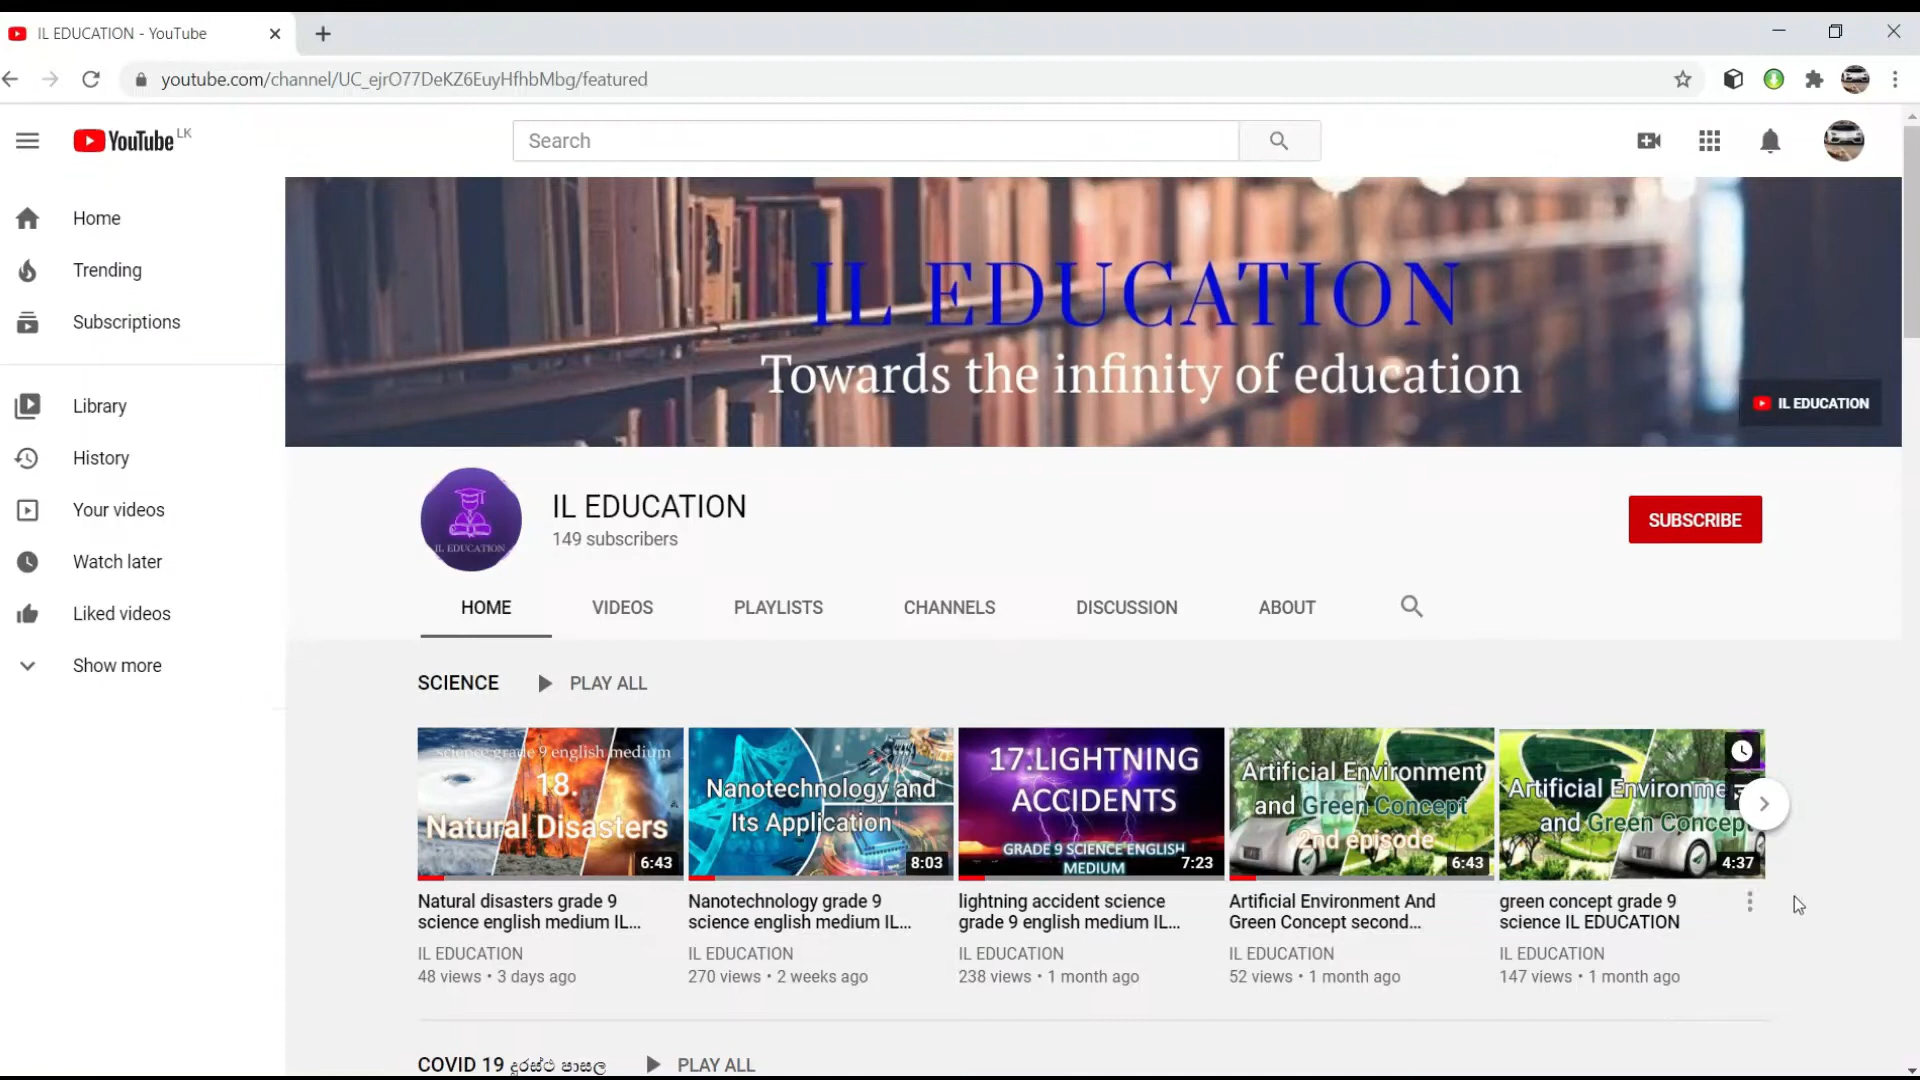 IL EDUCATION - YouTube
youtube.com/channel/UC_ejrO77DeKZ6EuyHfhbMbg/featured
YouTube LK
Search
Home
Trending
Subscriptions
Library
History
Your videos
Watch later
Liked videos
Show more
IL EDUCATION
Towards the infinity of education
IL EDUCATION
IL EDUCATION
IL EDUCATION
149 subscribers
SUBSCRIBE
HOME VIDEOS PLAYLISTS CHANNELS DISCUSSION ABOUT
SCIENCE PLAY ALL
science grade 9 english medium
18.
Natural Disasters
6:43
Nanotechnology and
Its Application
8:03
17:LIGHTNING
ACCIDENTS
GRADE 9 SCIENCE ENGLISH
MEDIUM
7:23
Artificial Environment
and Green Concept
2nd episode
6:43
Artificial Environme
and Green Concept
4:37
Natural disasters grade 9
science english medium IL...
IL EDUCATION
48 views • 3 days ago
Nanotechnology grade 9
science english medium IL...
IL EDUCATION
270 views • 2 weeks ago
lightning accident science
grade 9 english medium IL...
IL EDUCATION
238 views • 1 month ago
Artificial Environment And
Green Concept second...
IL EDUCATION
52 views • 1 month ago
green concept grade 9
science IL EDUCATION
IL EDUCATION
147 views • 1 month ago
COVID 19 දුරස්ථ පාසල PLAY ALL